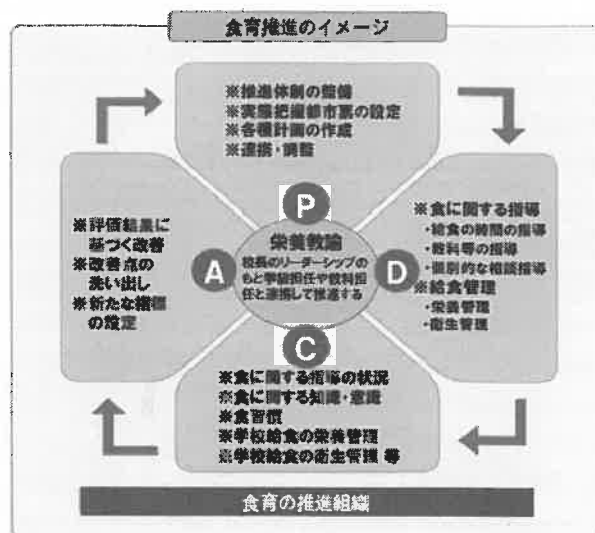 食育推進のイメージ
※推進体制の整備
※実態把握都市票の設定
※各種計画の作成
※連携・調整
P
※評価結果に
基づく改善
※改善点の
洗い出し
※新たな指標
の設定
A
栄養教諭
校長のリーダーシップの
もと学級担任や教科担
任と連携して推進する
D
※食に関する指導
・給食の時間の指導
・教科等の指導
・個別的な相談指導
※給食管理
・栄養管理
・衛生管理
C
※食に関する指導の状況
※食に関する知識・意識
※食習慣
※学校給食の栄養管理
※学校給食の衛生管理 等
食育の推進組織